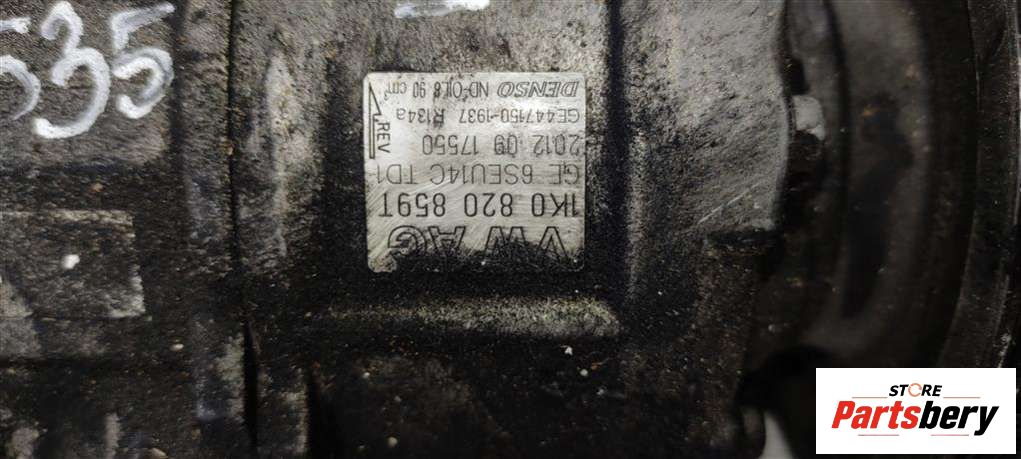 535
VW AG
1K0 820 859T
GE 6SEU14C TD1
2012 09 17550
REV
GE447150-1937 R134a
DENSO ND-OIL8 90 cm³
STORE
Partsbery